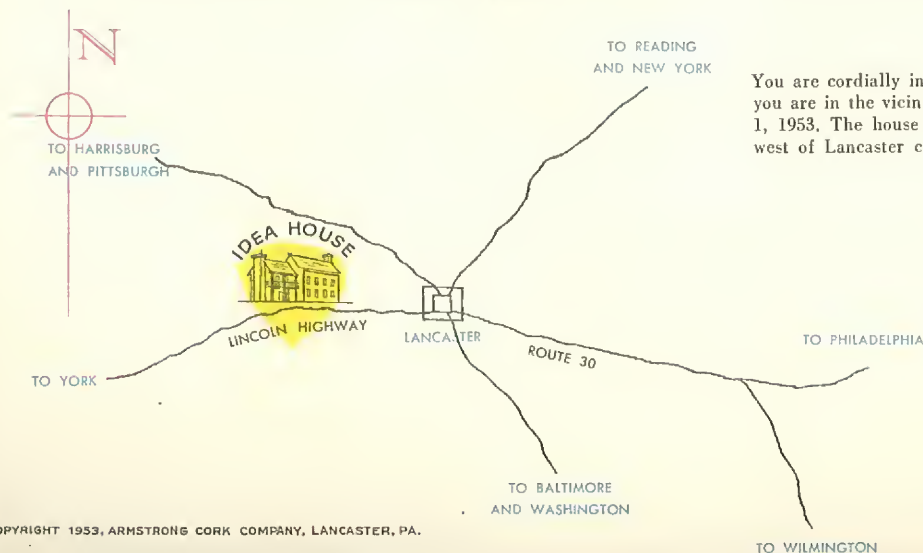 N
TO READING
AND NEW YORK
You are cordially in
you are in the vicin
1, 1953. The house
west of Lancaster c
TO HARRISBURG
AND PITTSBURGH
IDEA HOUSE
LINCOLN HIGHWAY
LANCASTER
ROUTE 30
TO PHILADELPHIA
TO YORK
TO BALTIMORE
AND WASHINGTON
OPYRIGHT 1953, ARMSTRONG CORK COMPANY, LANCASTER, PA.
TO WILMINGTON